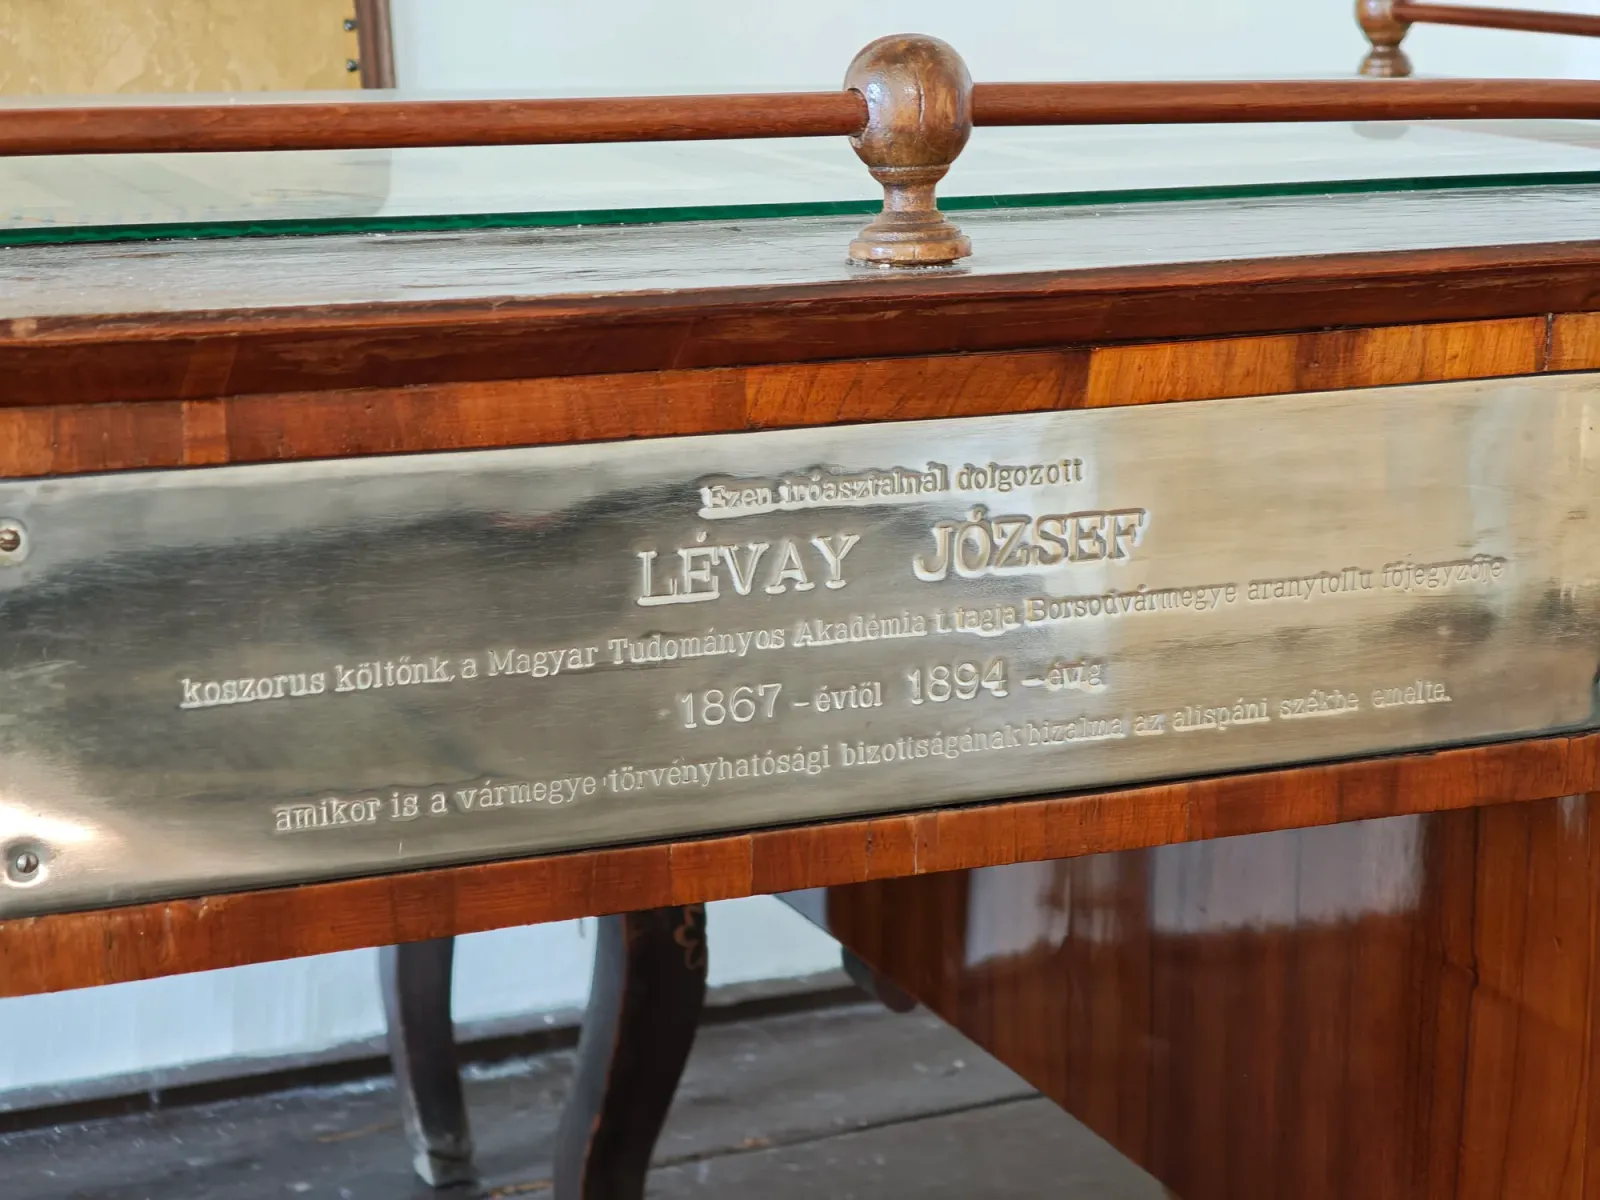 Ezen íróasztalnál dolgozott
LÉVAY JÓZSEF
koszorus költőnk, a Magyar Tudományos Akadémia t. tagja Borsodvármegye aranytollu főjegyzője
1867 - évtől 1894 - évig
amikor is a vármegye törvényhatósági bizottságának bizalma az alispáni székbe emelte.